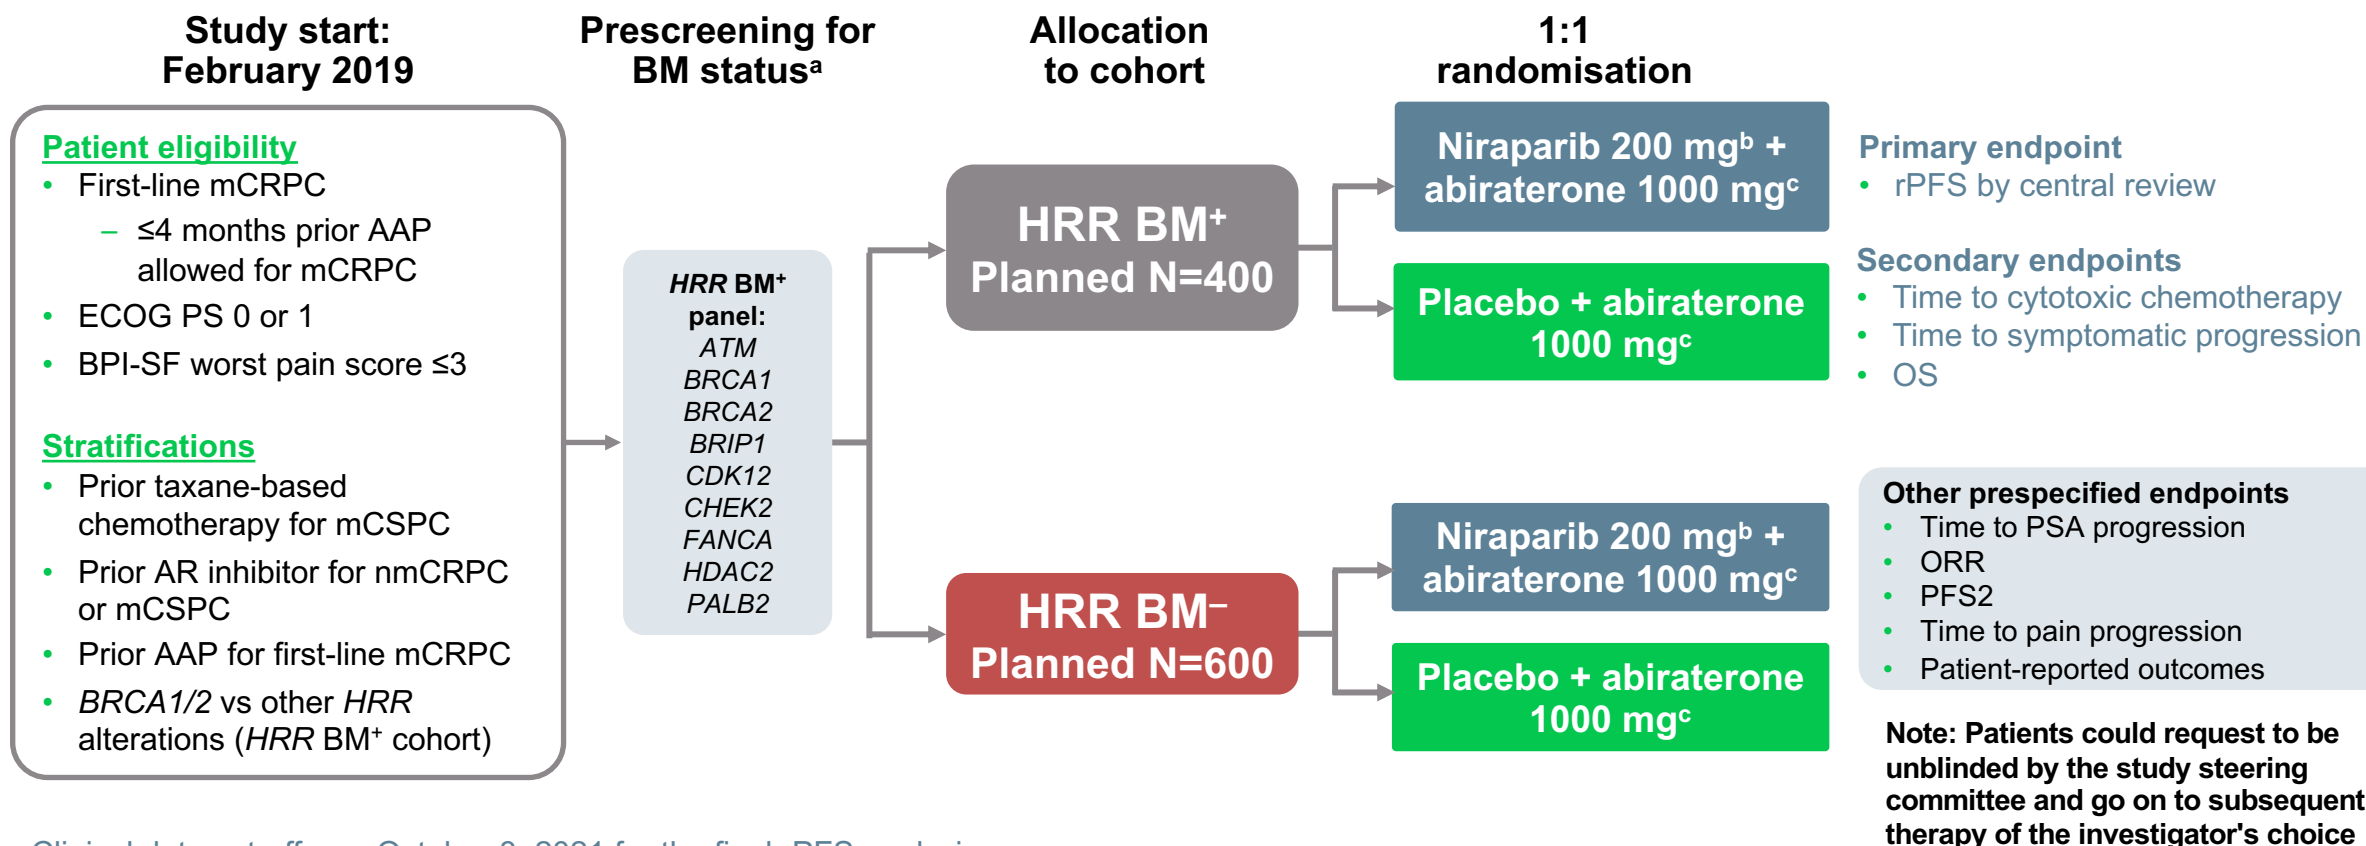 Study start:
February 2019
Prescreening for
BM statusᵃ
Allocation
to cohort
1:1
randomisation
Patient eligibility
• First-line mCRPC
– ≤4 months prior AAP
allowed for mCRPC
• ECOG PS 0 or 1
• BPI-SF worst pain score ≤3
Stratifications
• Prior taxane-based
chemotherapy for mCSPC
• Prior AR inhibitor for nmCRPC
or mCSPC
• Prior AAP for first-line mCRPC
• BRCA1/2 vs other HRR
alterations (HRR BM⁺ cohort)
HRR BM⁺
panel:
ATM
BRCA1
BRCA2
BRIP1
CDK12
CHEK2
FANCA
HDAC2
PALB2
HRR BM⁺
Planned N=400
HRR BM⁻
Planned N=600
Niraparib 200 mgᵇ +
abiraterone 1000 mgᶜ
Placebo + abiraterone
1000 mgᶜ
Niraparib 200 mgᵇ +
abiraterone 1000 mgᶜ
Placebo + abiraterone
1000 mgᶜ
Primary endpoint
• rPFS by central review
Secondary endpoints
• Time to cytotoxic chemotherapy
• Time to symptomatic progression
• OS
Other prespecified endpoints
• Time to PSA progression
• ORR
• PFS2
• Time to pain progression
• Patient-reported outcomes
Note: Patients could request to be
unblinded by the study steering
committee and go on to subsequent
therapy of the investigator's choice